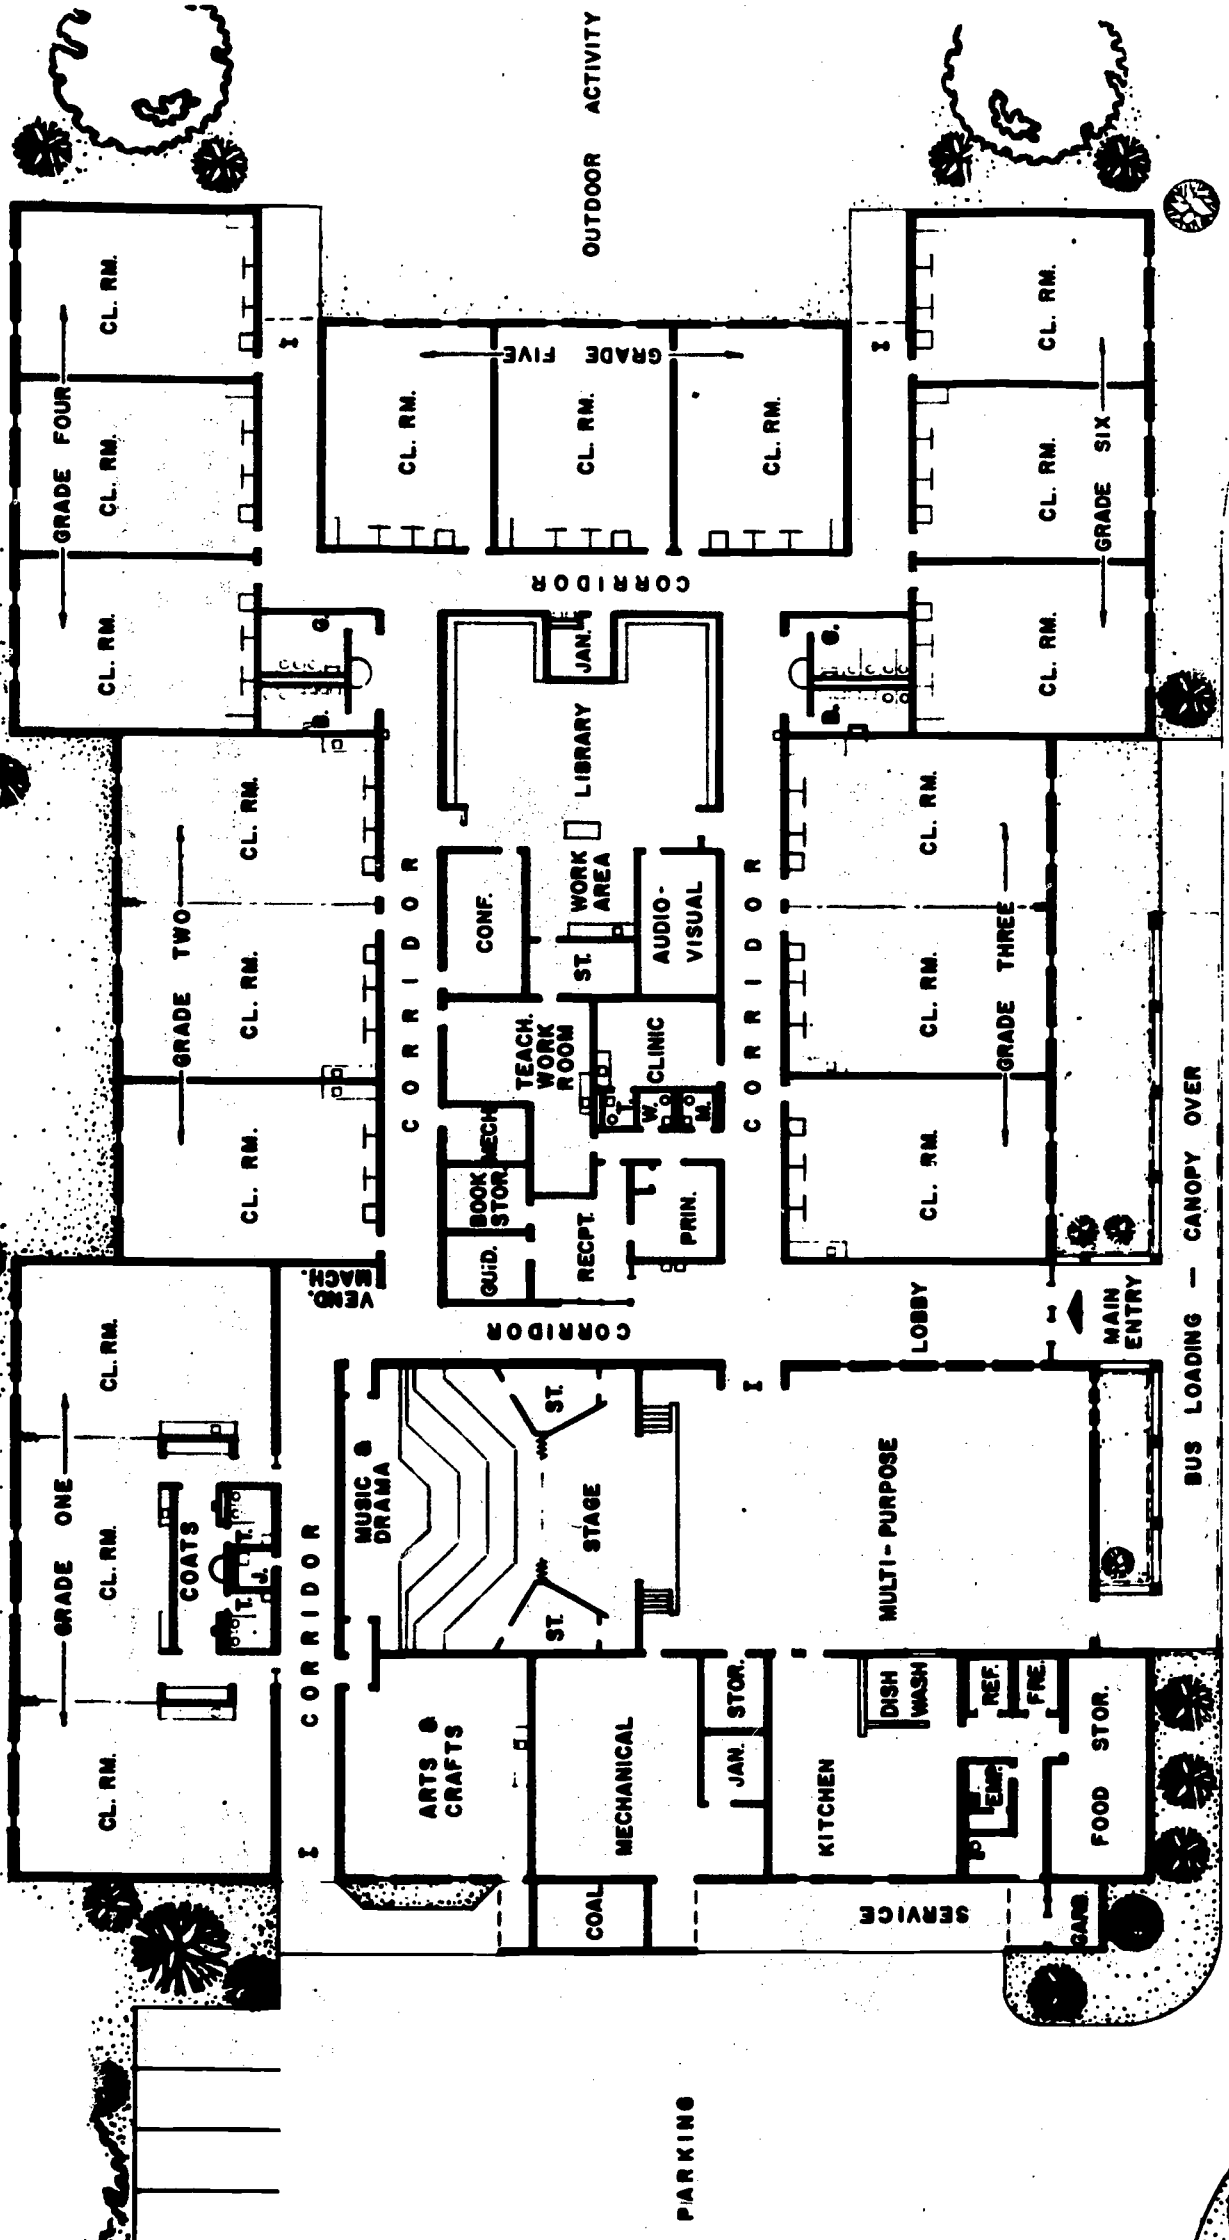 OUTDOOR ACTIVITY
CL. RM.
CL. RM.
CL. RM.
GRADE FOUR
CL. RM.
CL. RM.
CL. RM.
GRADE FIVE
CL. RM.
CL. RM.
CL. RM.
GRADE SIX
CORRIDOR
G.
B.
G.
B.
JAN.
LIBRARY
CL. RM.
CL. RM.
CL. RM.
GRADE TWO
CORRIDOR
CONF.
WORK
AREA
ST.
AUDIO-
VISUAL
CORRIDOR
CL. RM.
CL. RM.
CL. RM.
GRADE THREE
TEACH.
WORK
ROOM
CLINIC
T.
W.
M.
MECH.
BOOK
STOR.
GUID.
RECPT.
PRIN.
VEND.
MACH.
CORRIDOR
LOBBY
MAIN
ENTRY
BUS LOADING — CANOPY OVER
CL. RM.
CL. RM.
CL. RM.
GRADE ONE
COATS
T.
J.
T.
CORRIDOR
MUSIC &
DRAMA
ST.
STAGE
ST.
MULTI-PURPOSE
ARTS &
CRAFTS
MECHANICAL
STOR.
JAN.
KITCHEN
DISH
WASH
REF.
FRE.
EMP.
FOOD STOR.
COAL
SERVICE
GARB.
PARKING